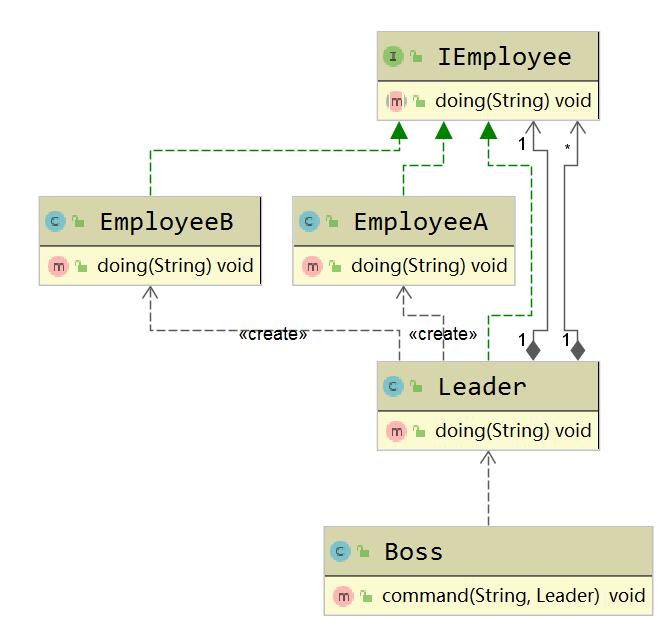 I IEmployee
m doing(String) void
1
*
C EmployeeB
m doing(String) void
C EmployeeA
m doing(String) void
«create»
«create»
1
1
C Leader
m doing(String) void
C Boss
m command(String, Leader) void